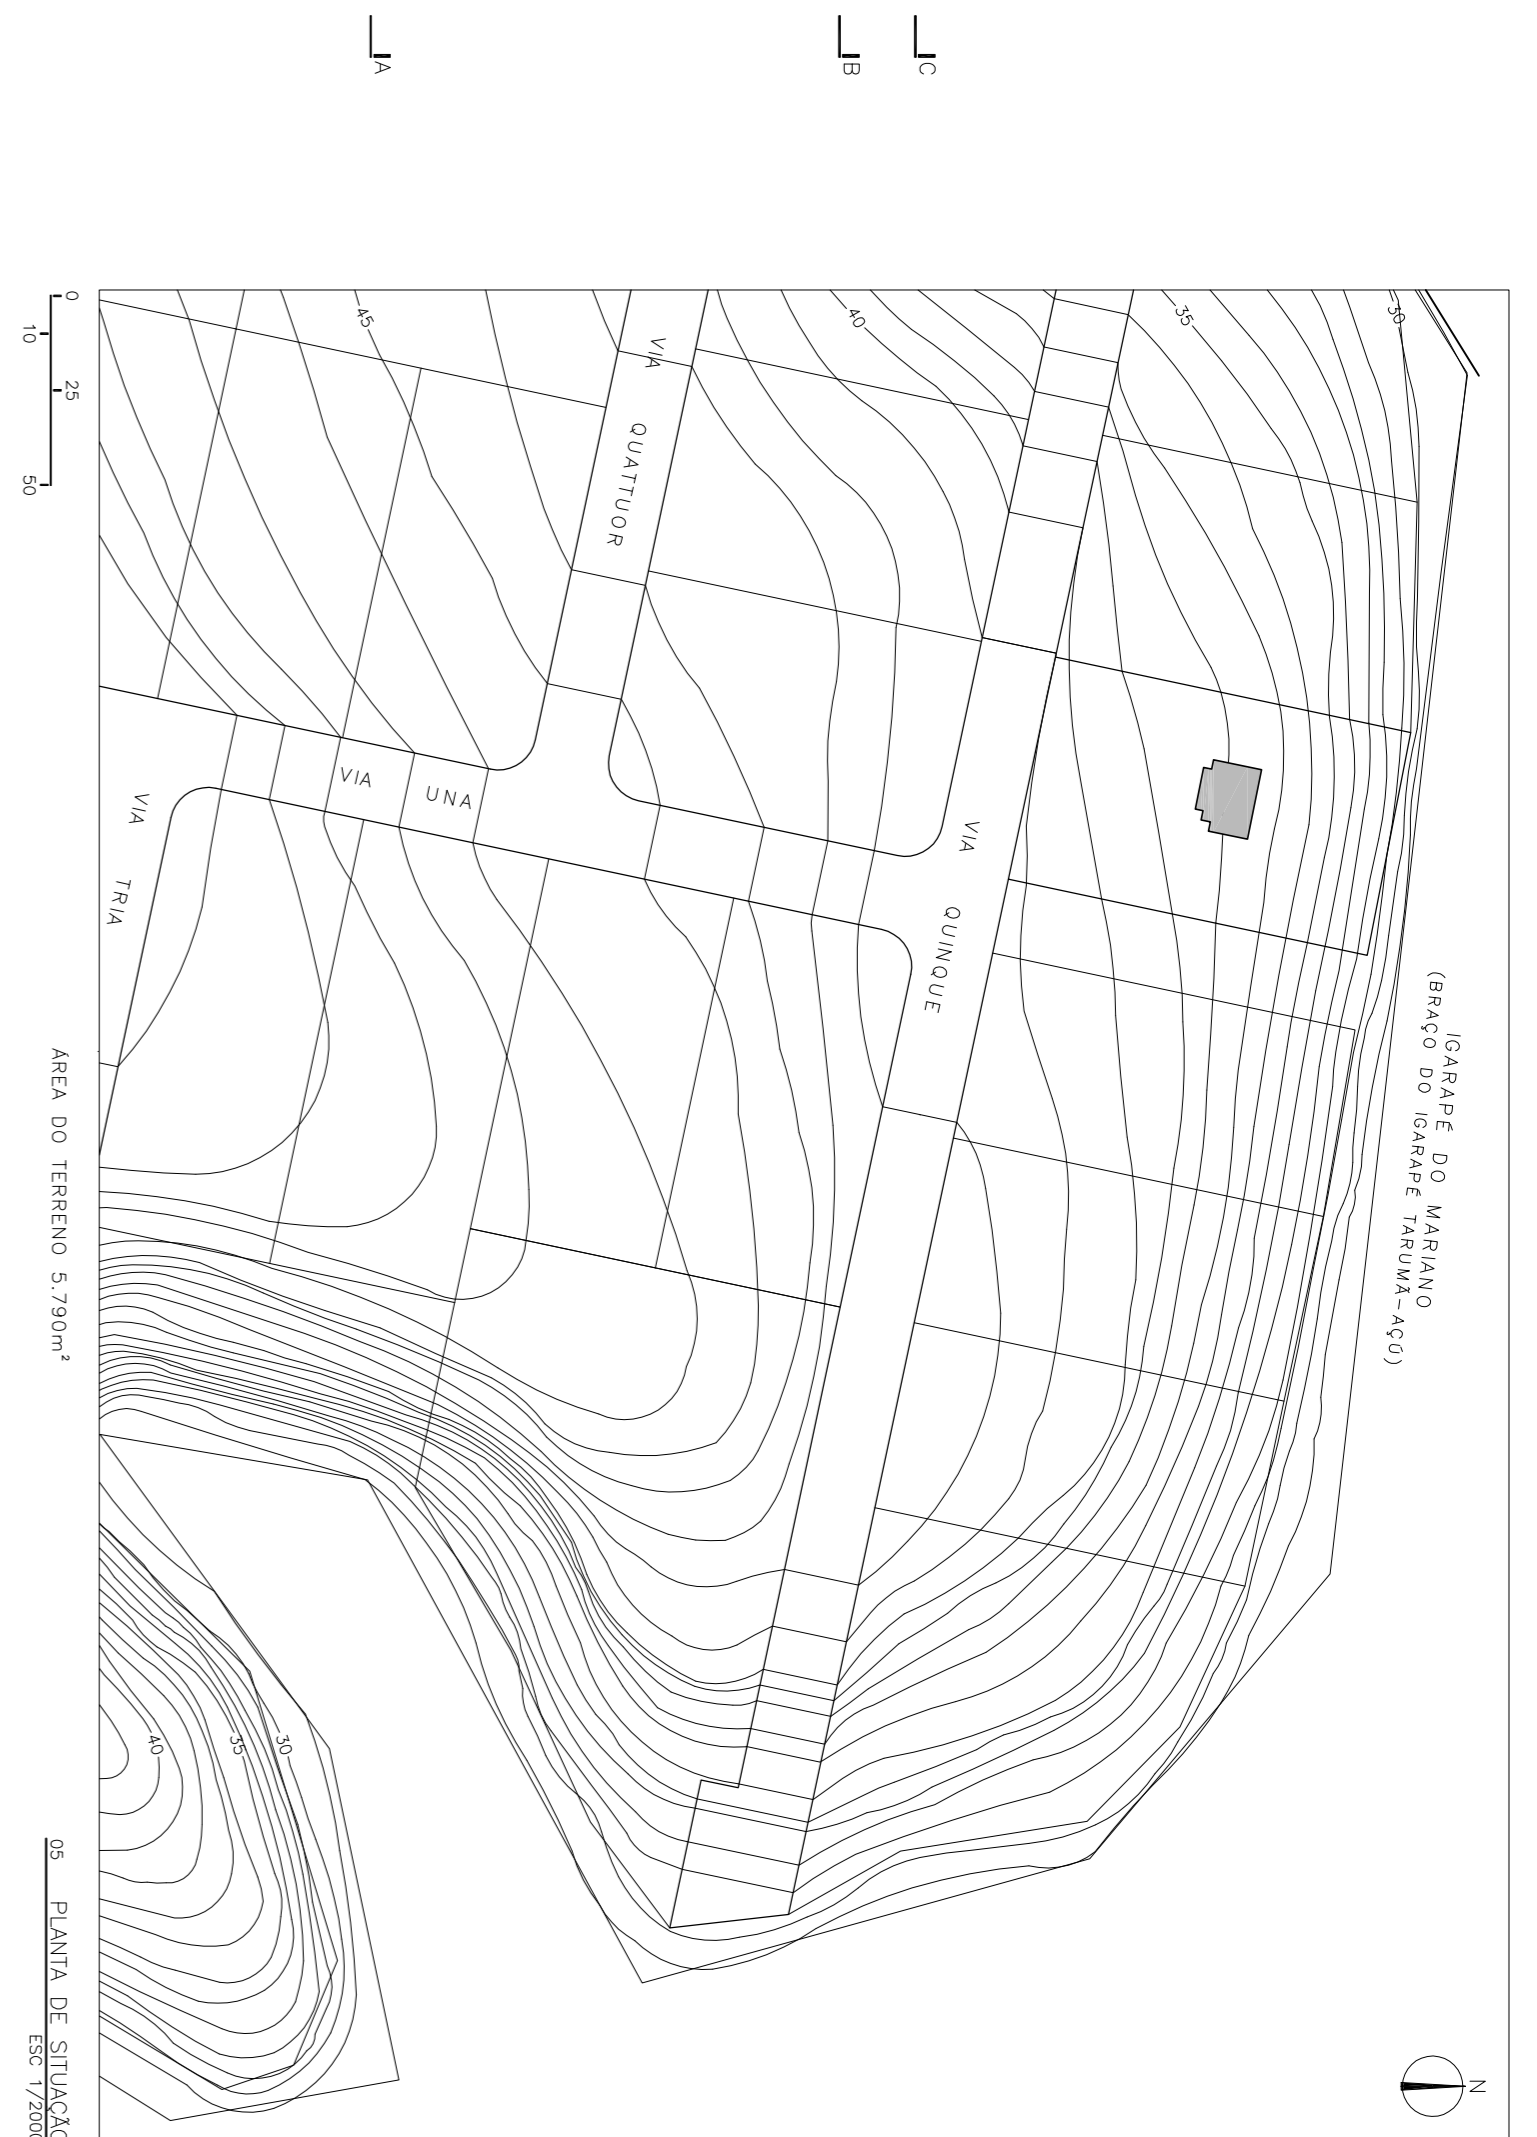 A
B
C
N
IGARAPÉ DO MARIANO
(BRAÇO DO IGARAPÉ TARUMÃ-AÇÚ)
30
35
40
45
VIA QUINQUE
VIA QUATTUOR
VIA UNA
VIA TRIA
30
35
40
0 10 25 50
ÁREA DO TERRENO 5.790m²
05 PLANTA DE SITUAÇÃO
ESC 1/2000